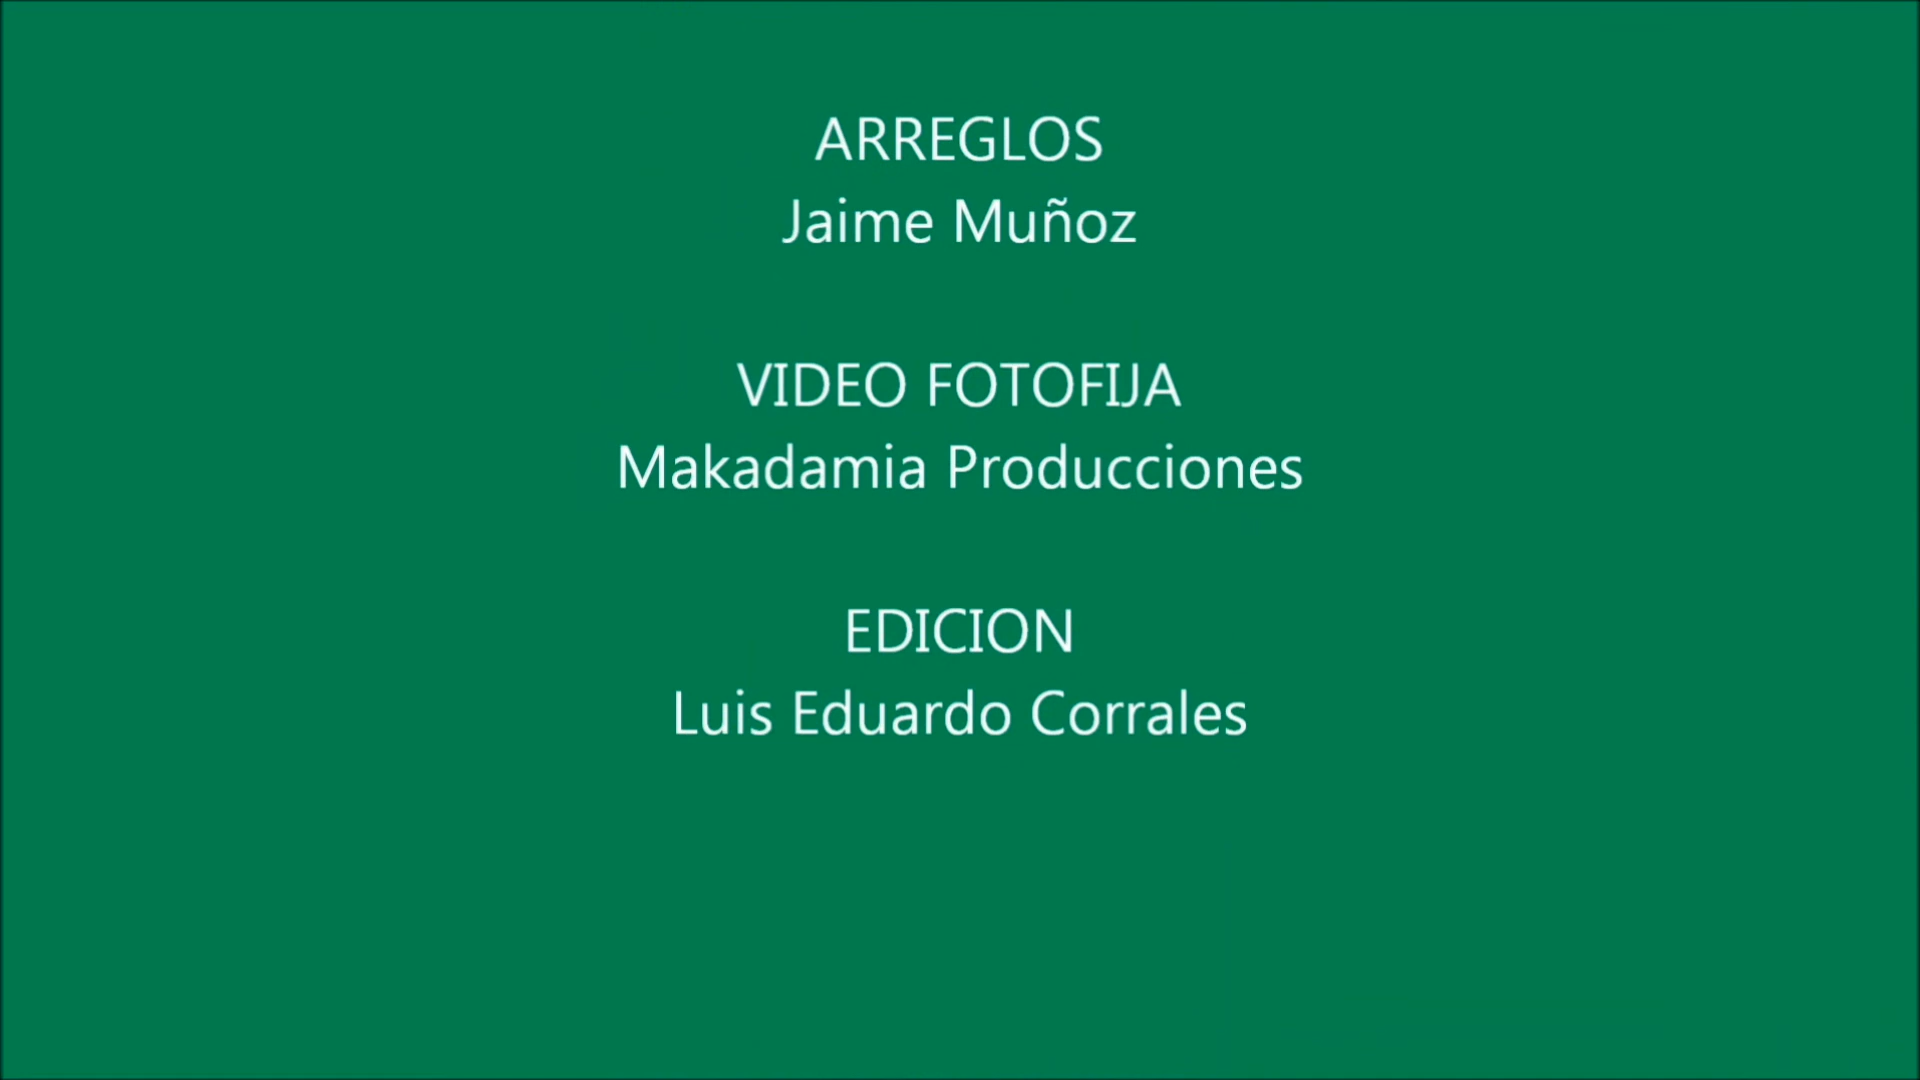 ARREGLOS
Jaime Muñoz
VIDEO FOTOFIJA
Makadamia Producciones
EDICION
Luis Eduardo Corrales